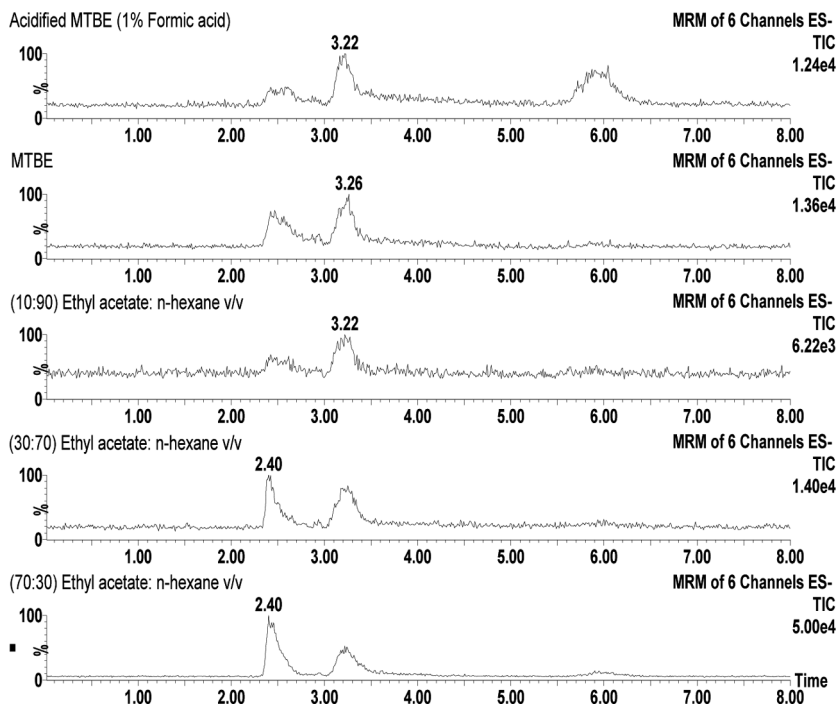 Acidified MTBE (1% Formic acid)
MRM of 6 Channels ES-
TIC
1.24e4
3.22
100
%
0
1.00 2.00 3.00 4.00 5.00 6.00 7.00 8.00
MTBE
MRM of 6 Channels ES-
TIC
1.36e4
3.26
100
%
0
1.00 2.00 3.00 4.00 5.00 6.00 7.00 8.00
(10:90) Ethyl acetate: n-hexane v/v
MRM of 6 Channels ES-
TIC
6.22e3
3.22
100
%
0
1.00 2.00 3.00 4.00 5.00 6.00 7.00 8.00
(30:70) Ethyl acetate: n-hexane v/v
MRM of 6 Channels ES-
TIC
1.40e4
2.40
100
%
0
1.00 2.00 3.00 4.00 5.00 6.00 7.00 8.00
(70:30) Ethyl acetate: n-hexane v/v
MRM of 6 Channels ES-
TIC
5.00e4
2.40
100
%
0
Time
1.00 2.00 3.00 4.00 5.00 6.00 7.00 8.00